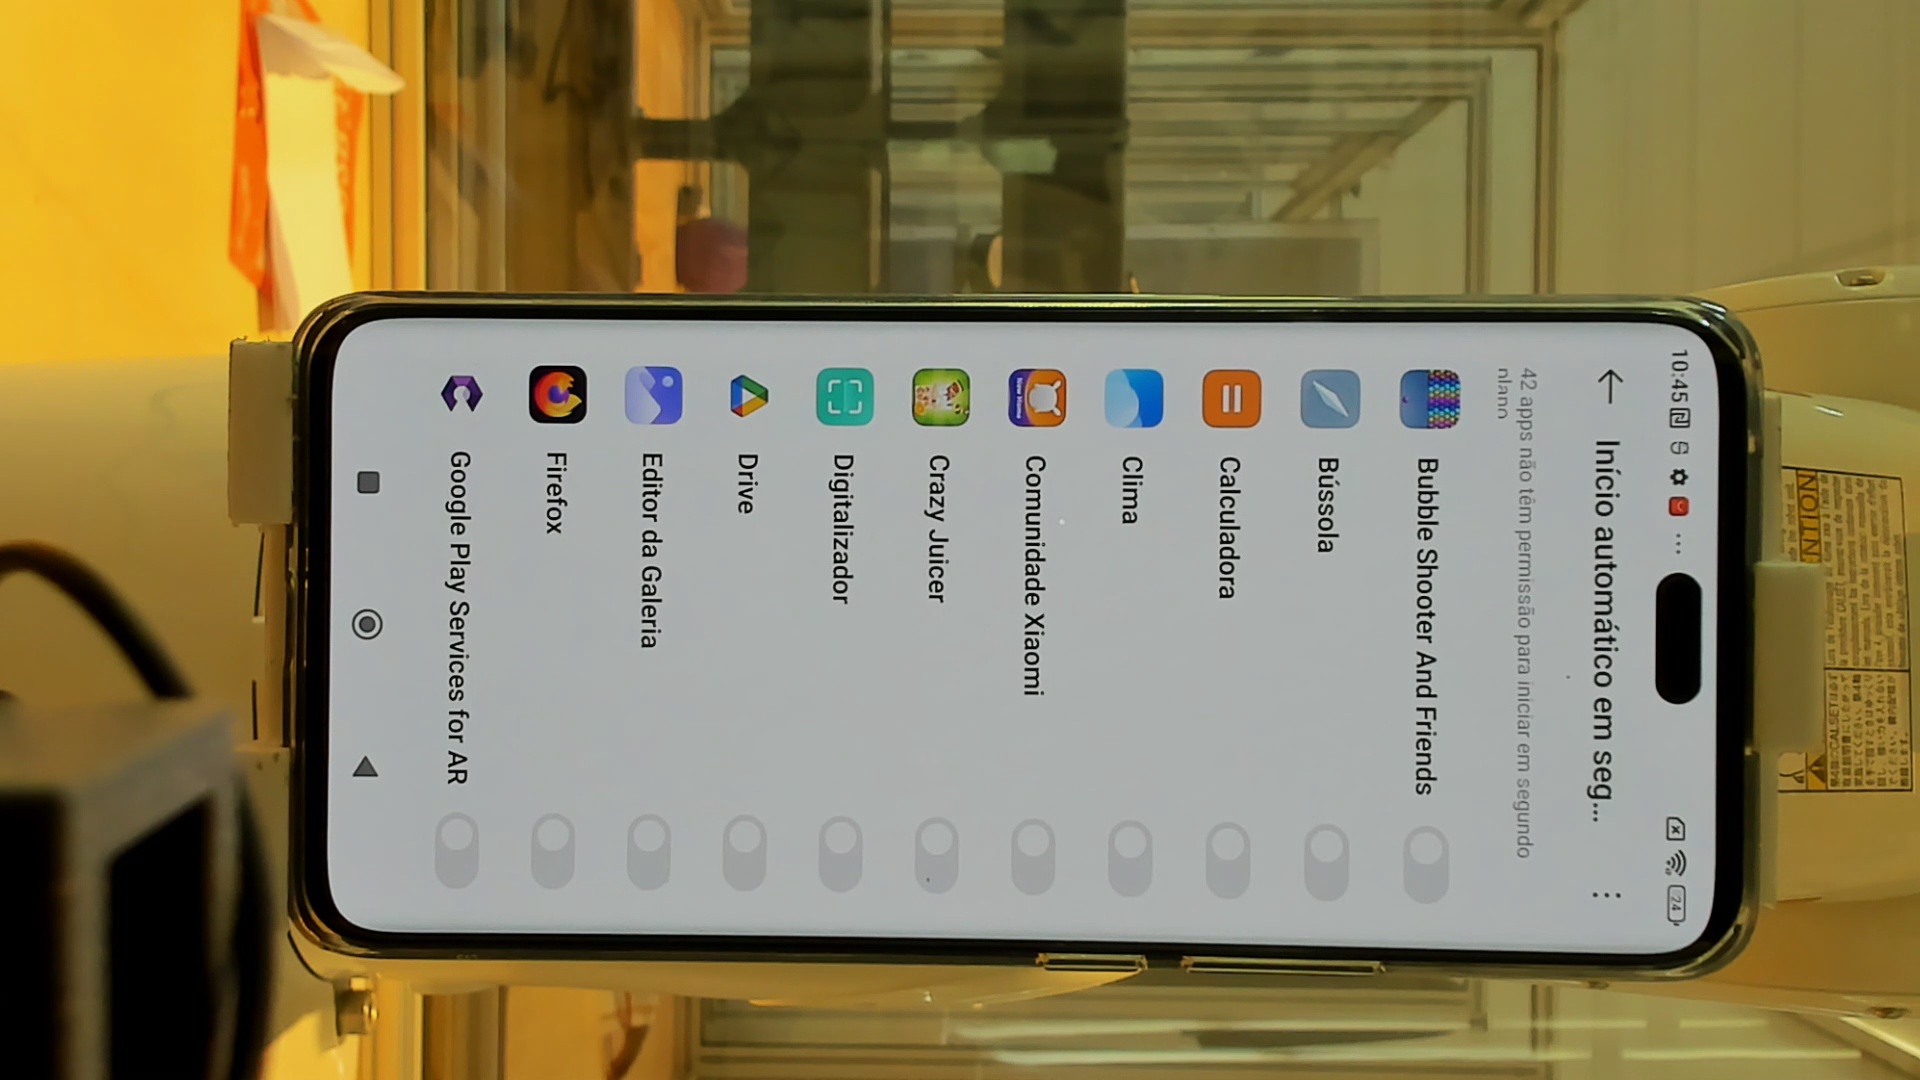 10:45
24
Início automático em seg...
42 apps não têm permissão para iniciar em segundo
plano
Bubble Shooter And Friends
Bússola
Calculadora
Clima
Comunidade Xiaomi
Crazy Juicer
Digitalizador
Drive
Editor da Galeria
Firefox
Google Play Services for AR